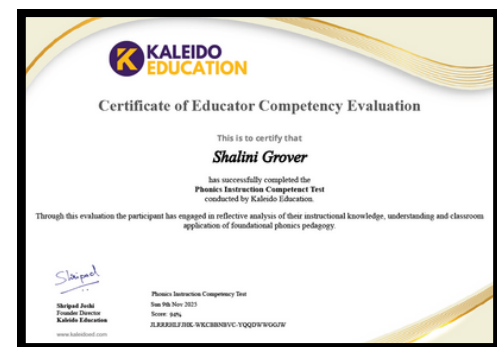 KALEIDO
EDUCATION
Certificate of Educator Competency Evaluation
This is to certify that
Shalini Grover
has successfully completed the
Phonics Instruction Competenct Test
conducted by Kaleido Education.
Through this evaluation the participant has engaged in reflective analysis of their instructional knowledge, understanding and classroom
application of foundational phonics pedagogy.
Shripad
Shripad Joshi
Founder Director
Kaleido Education
www.kaleidoed.com
Phonics Instruction Competency Test
Sun 9th Nov 2025
Score: 94%